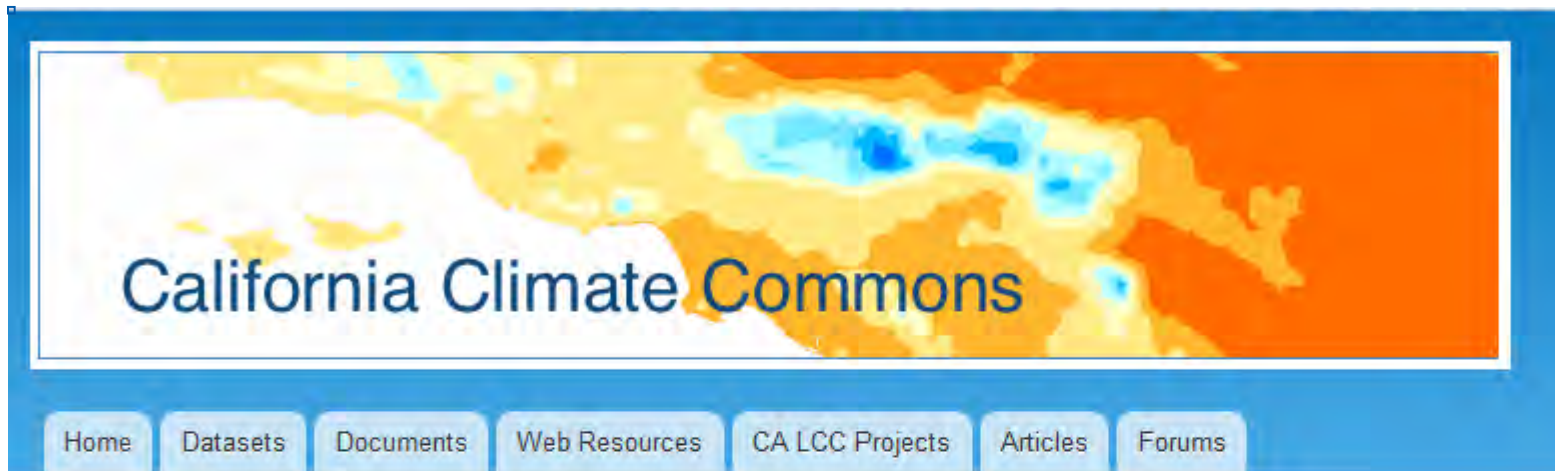 California Climate Commons
Home Datasets Documents Web Resources CA LCC Projects Articles Forums